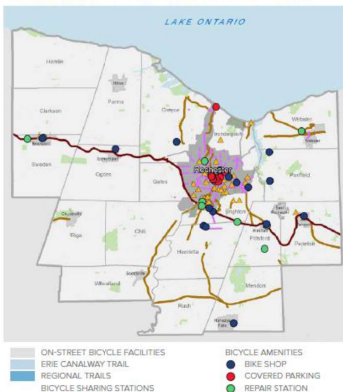 LAKE ONTARIO
Hamlin
Clarkson
Parma
Greece
Irondequoit
Webster
Sweden
Ogden
Gates
Rochester
Penfield
Brighton
Chili
Riga
Henrietta
Pittsford
Perinton
Wheatland
Rush
Mendon
ON-STREET BICYCLE FACILITIES
ERIE CANALWAY TRAIL
REGIONAL TRAILS
BICYCLE SHARING STATIONS
BICYCLE AMENITIES
BIKE SHOP
COVERED PARKING
REPAIR STATION